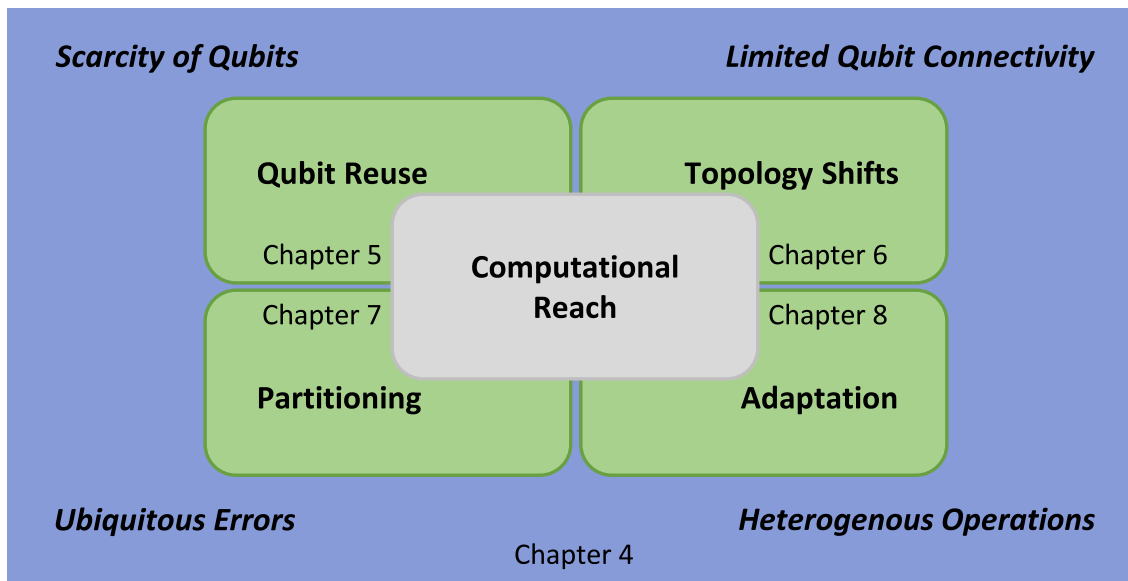 Scarcity of Qubits
Limited Qubit Connectivity
Qubit Reuse
Topology Shifts
Chapter 5
Computational
Reach
Chapter 6
Chapter 7
Chapter 8
Partitioning
Adaptation
Ubiquitous Errors
Heterogenous Operations
Chapter 4